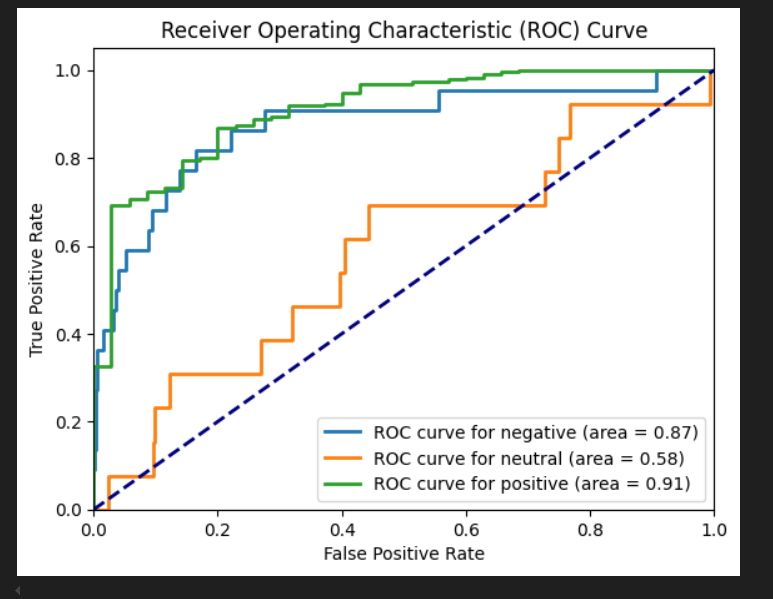 Receiver Operating Characteristic (ROC) Curve
1.0
0.8
0.6
0.4
0.2
0.0
True Positive Rate
ROC curve for negative (area = 0.87)
ROC curve for neutral (area = 0.58)
ROC curve for positive (area = 0.91)
0.0 0.2 0.4 0.6 0.8 1.0
False Positive Rate